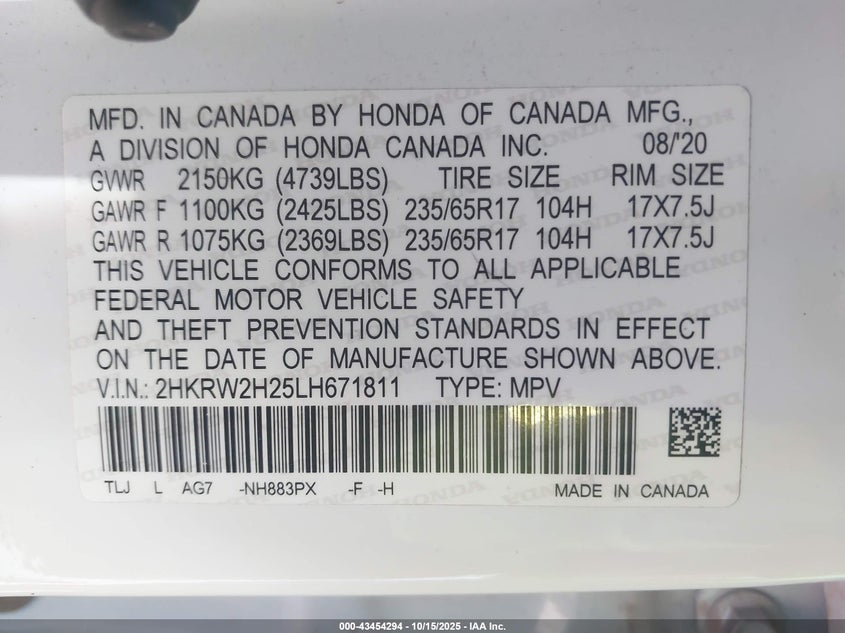 MFD. IN CANADA BY HONDA OF CANADA MFG.,
A DIVISION OF HONDA CANADA INC. 08/'20
GVWR 2150KG (4739LBS) TIRE SIZE RIM SIZE
GAWR F 1100KG (2425LBS) 235/65R17 104H 17X7.5J
GAWR R 1075KG (2369LBS) 235/65R17 104H 17X7.5J
THIS VEHICLE CONFORMS TO ALL APPLICABLE
FEDERAL MOTOR VEHICLE SAFETY
AND THEFT PREVENTION STANDARDS IN EFFECT
ON THE DATE OF MANUFACTURE SHOWN ABOVE.
V.I.N.: 2HKRW2H25LH671811 TYPE: MPV
TLJ L AG7 -NH883PX -F -H MADE IN CANADA
000-43454294 - 10/15/2025 - IAA Inc.